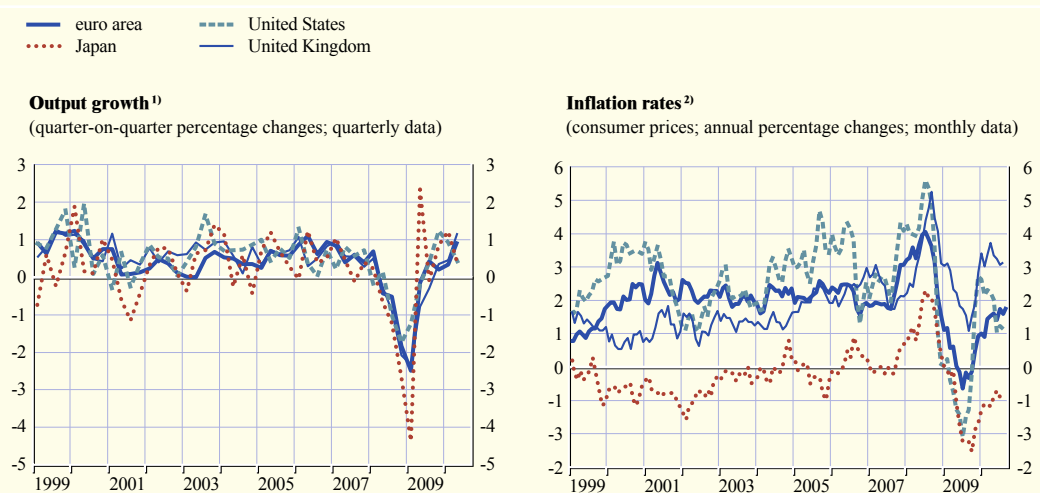 euro area
Japan
United States
United Kingdom
Output growth 1)
(quarter-on-quarter percentage changes; quarterly data)
3 3
2 2
1 1
0 0
-1 -1
-2 -2
-3 -3
-4 -4
-5 -5
1999 2001 2003 2005 2007 2009
Inflation rates 2)
(consumer prices; annual percentage changes; monthly data)
6 6
5 5
4 4
3 3
2 2
1 1
0 0
-1 -1
-3 -3
-2 -2
1999 2001 2003 2005 2007 2009